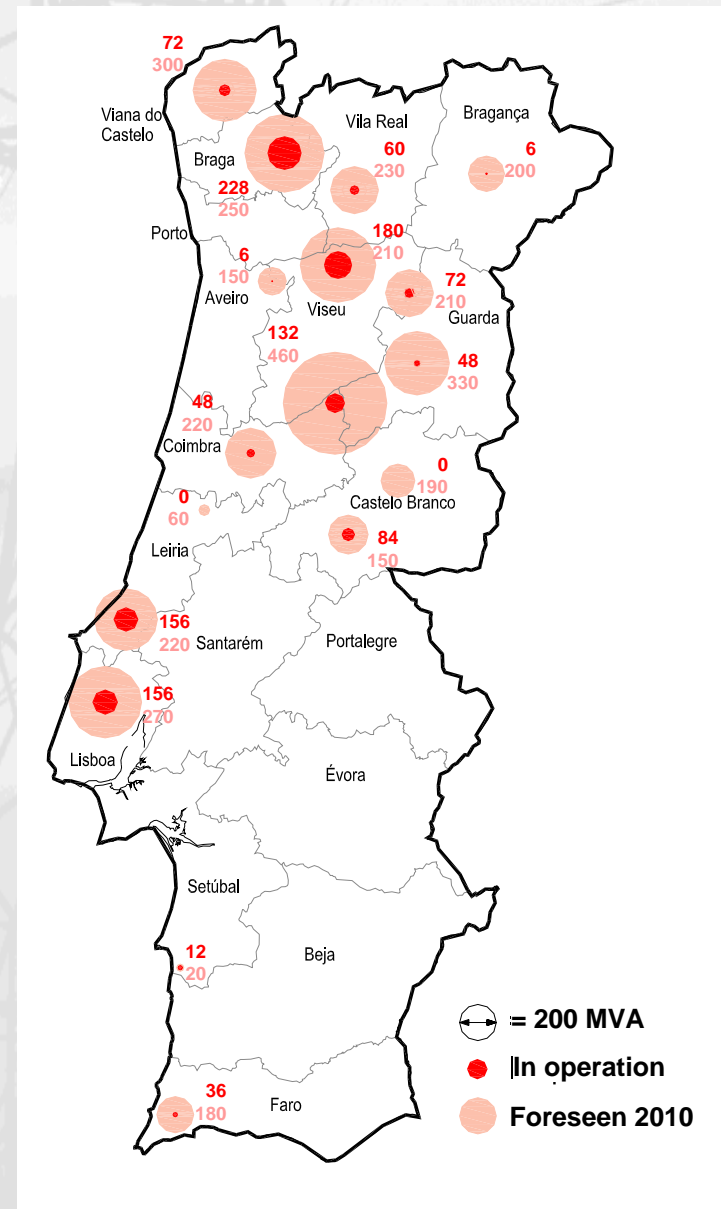 72
300
Viana do
Castelo
Braga
Vila Real
Bragança
60
230
6
200
228
250
Porto
180
210
6
150
Aveiro
Viseu
72
210
Guarda
132
460
48
330
48
220
Coimbra
0
190
Castelo Branco
0
60
Leiria
84
150
156
220
Santarém
Portalegre
156
270
Lisboa
Évora
Setúbal
12
20
Beja
= 200 MVA
In operation
36
180
Faro
Foreseen 2010